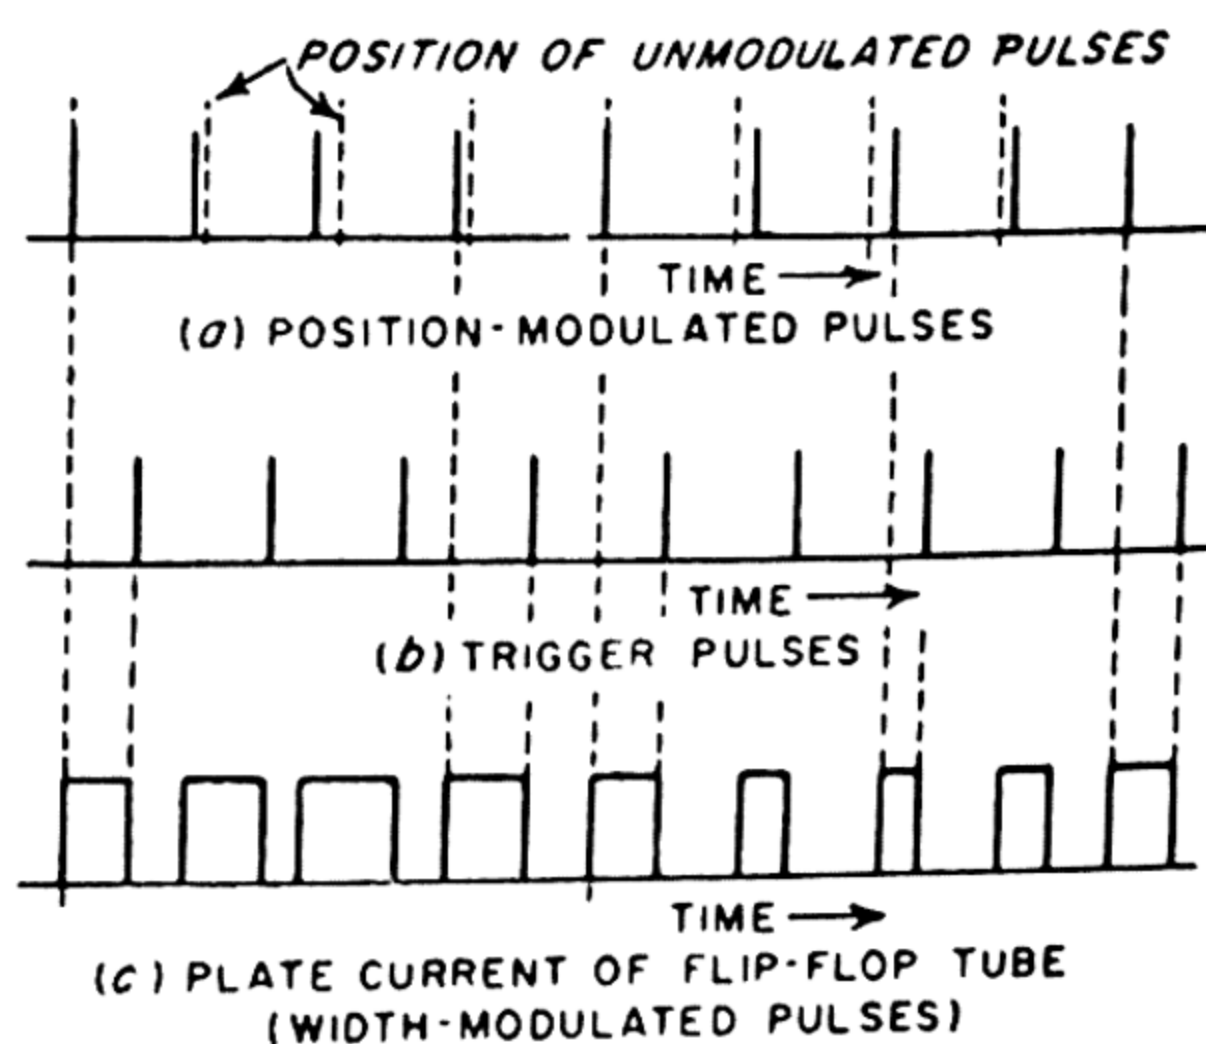 POSITION OF UNMODULATED PULSES
TIME
(a) POSITION-MODULATED PULSES
TIME
(b) TRIGGER PULSES
TIME
(c) PLATE CURRENT OF FLIP-FLOP TUBE
(WIDTH-MODULATED PULSES)